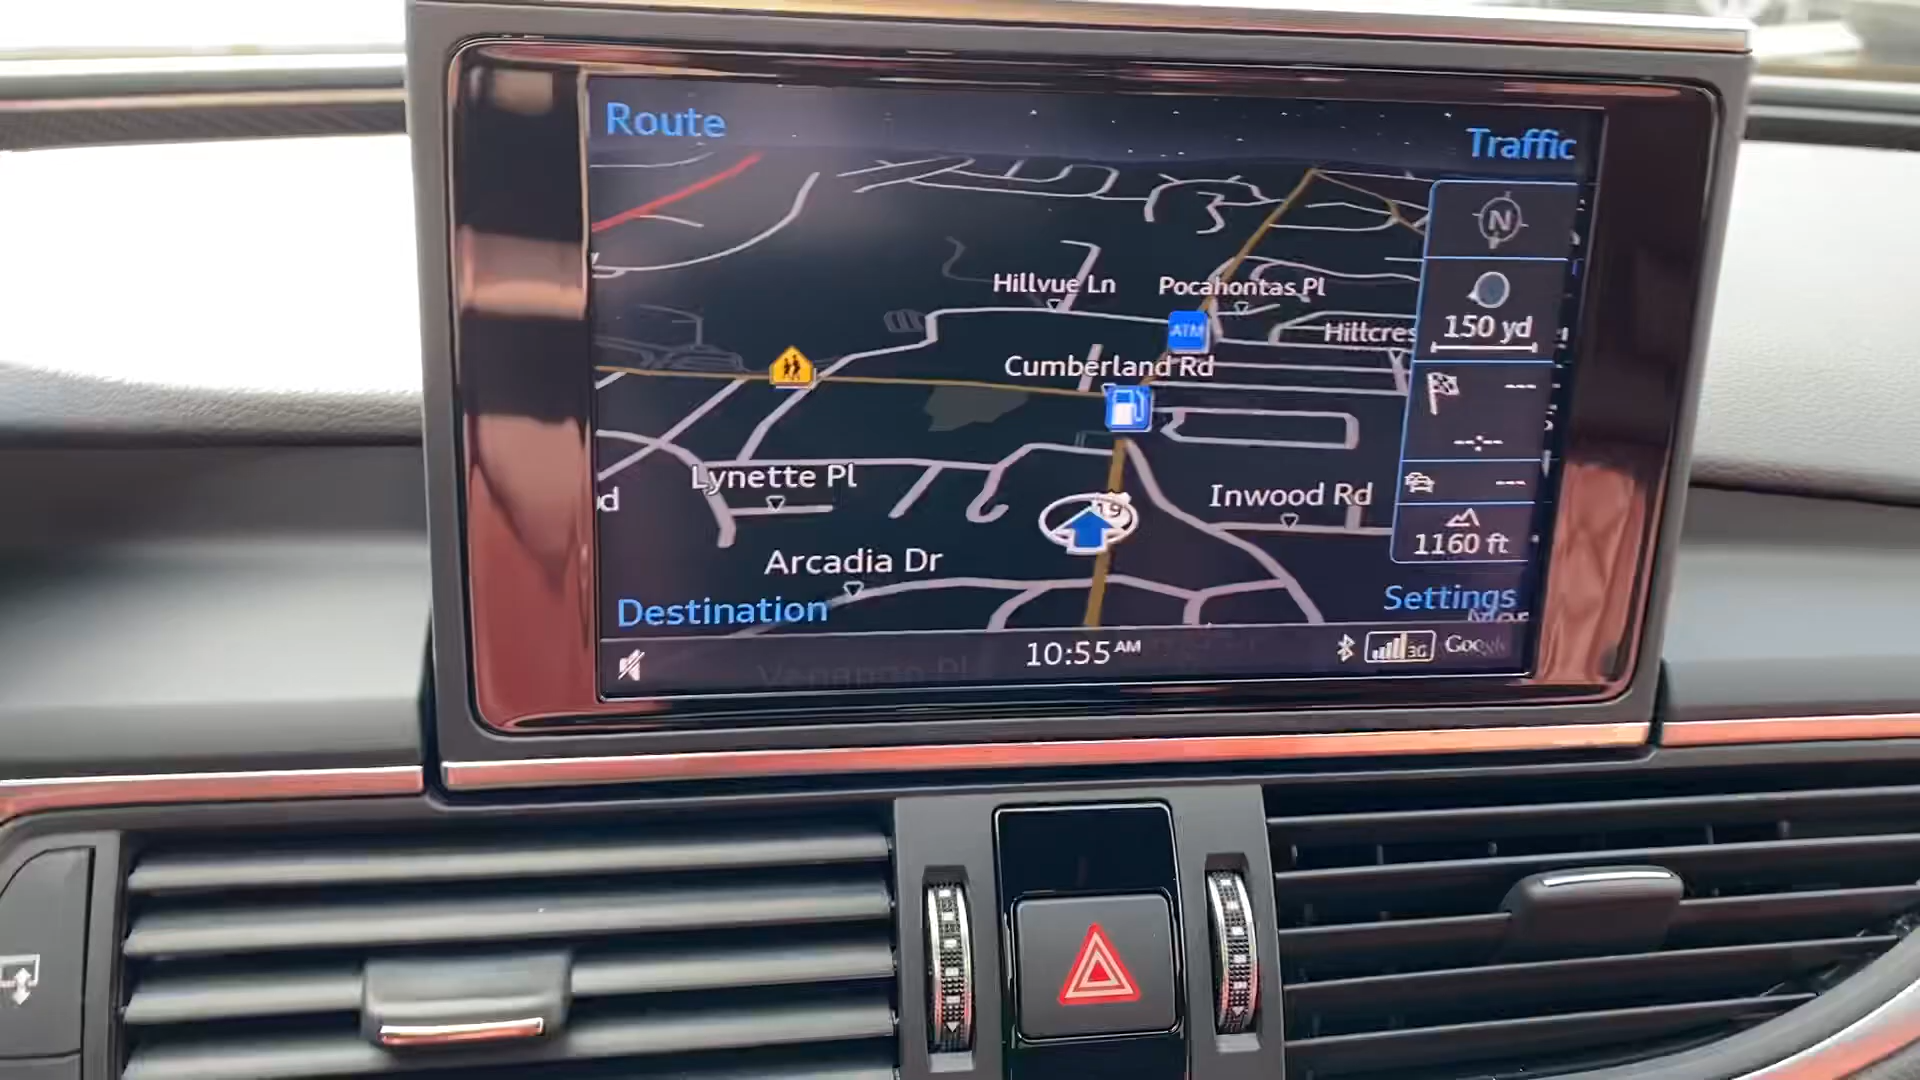 Route
Traffic
N
Hillvue Ln
Pocahontas Pl
ATM
150 yd
Hillcres
Cumberland Rd
---
--:--
Lynette Pl
d
19
Inwood Rd
---
1160 ft
Arcadia Dr
Destination
Settings
10:55 AM
3G
Google